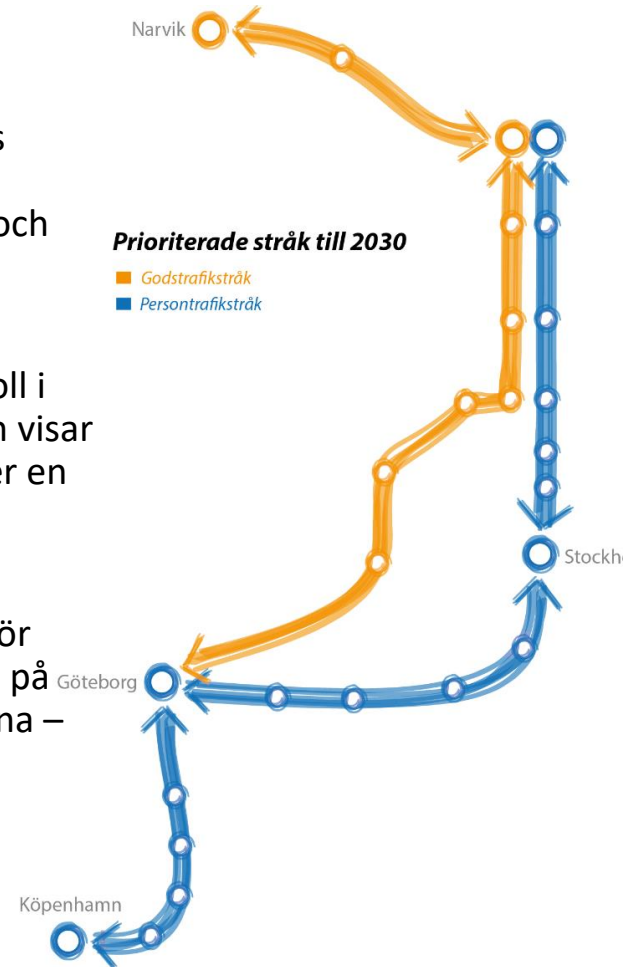 Narvik
s
och
Prioriterade stråk till 2030
Godstrafikstråk
Persontrafikstråk
oll i
n visar
er en
Stockh
ör
på
Göteborg
na –
Köpenhamn